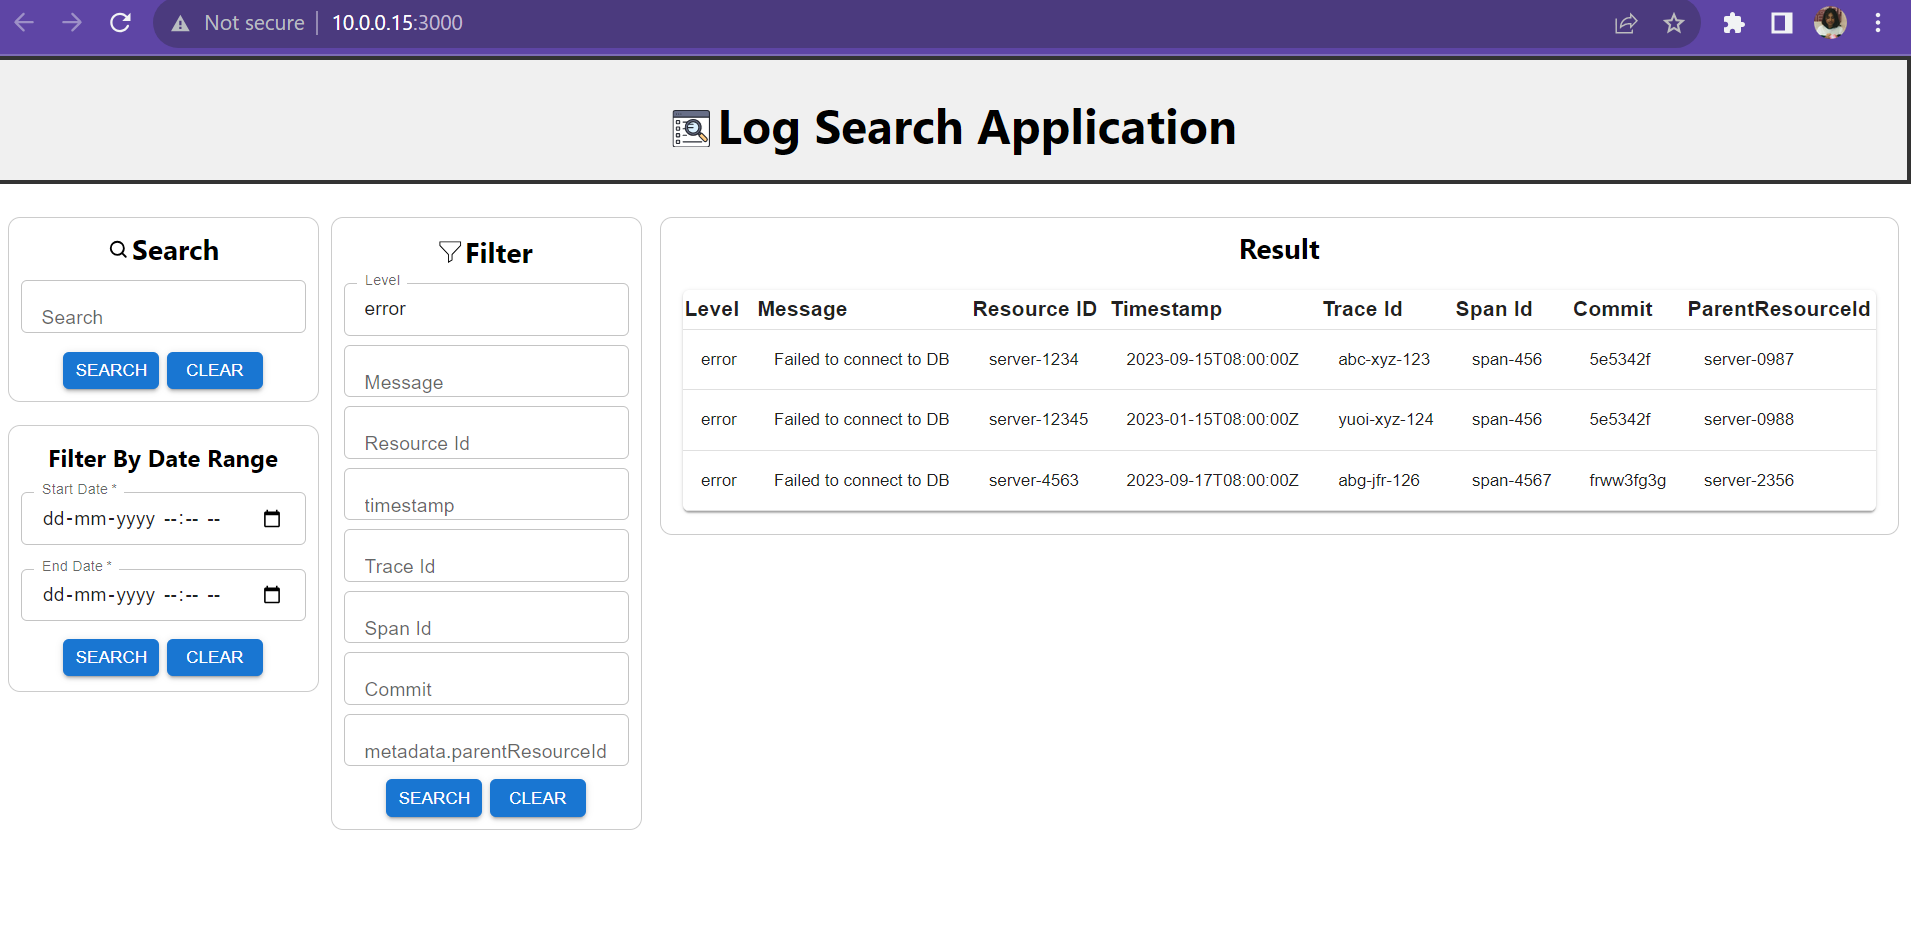 Not secure | 10.0.0.15:3000
Log Search Application
Search
Search
SEARCH CLEAR
Filter By Date Range
Start Date *
dd-mm-yyyy --:-- --
End Date *
dd-mm-yyyy --:-- --
SEARCH CLEAR
Filter
Level
error
Message
Resource Id
timestamp
Trace Id
Span Id
Commit
metadata.parentResourceId
SEARCH CLEAR
Result
Level Message Resource ID Timestamp Trace Id Span Id Commit ParentResourceId
error Failed to connect to DB server-1234 2023-09-15T08:00:00Z abc-xyz-123 span-456 5e5342f server-0987
error Failed to connect to DB server-12345 2023-01-15T08:00:00Z yuoi-xyz-124 span-456 5e5342f server-0988
error Failed to connect to DB server-4563 2023-09-17T08:00:00Z abg-jfr-126 span-4567 frww3fg3g server-2356